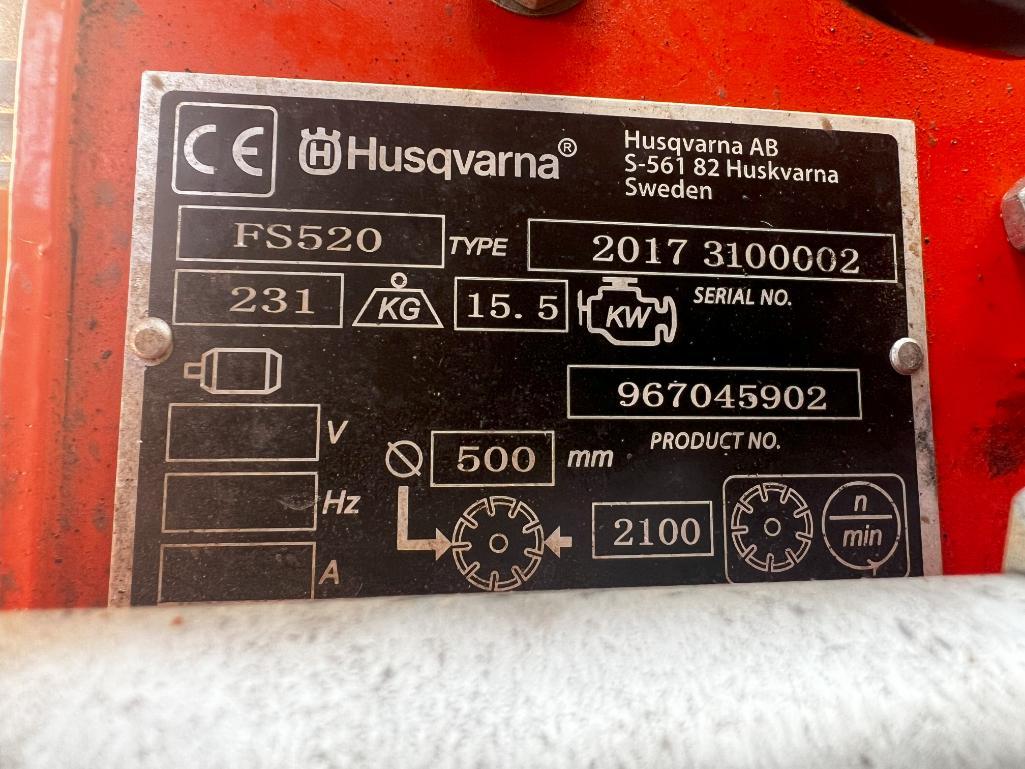 CE Husqvarna®
Husqvarna AB
S-561 82 Huskvarna
Sweden
FS520 TYPE 2017 3100002
SERIAL NO.
231 KG 15.5 KW
967045902
PRODUCT NO.
V
500 mm
Hz
2100 n/min
A